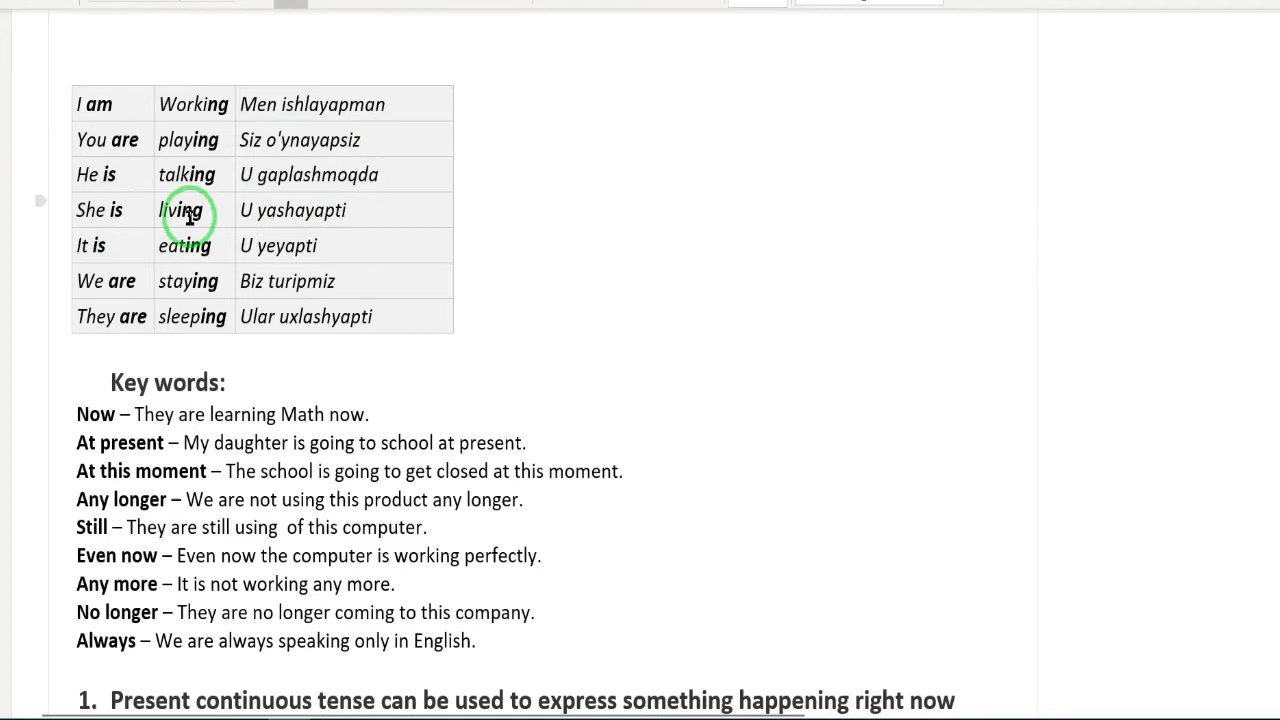 I am Working Men ishlayapman
You are playing Siz o'ynayapsiz
He is talking U gaplashmoqda
She is living U yashayapti
It is eating U yeyapti
We are staying Biz turipmiz
They are sleeping Ular uxlashyapti
Key words:
Now – They are learning Math now.
At present – My daughter is going to school at present.
At this moment – The school is going to get closed at this moment.
Any longer – We are not using this product any longer.
Still – They are still using  of this computer.
Even now – Even now the computer is working perfectly.
Any more – It is not working any more.
No longer – They are no longer coming to this company.
Always – We are always speaking only in English.
1. Present continuous tense can be used to express something happening right now